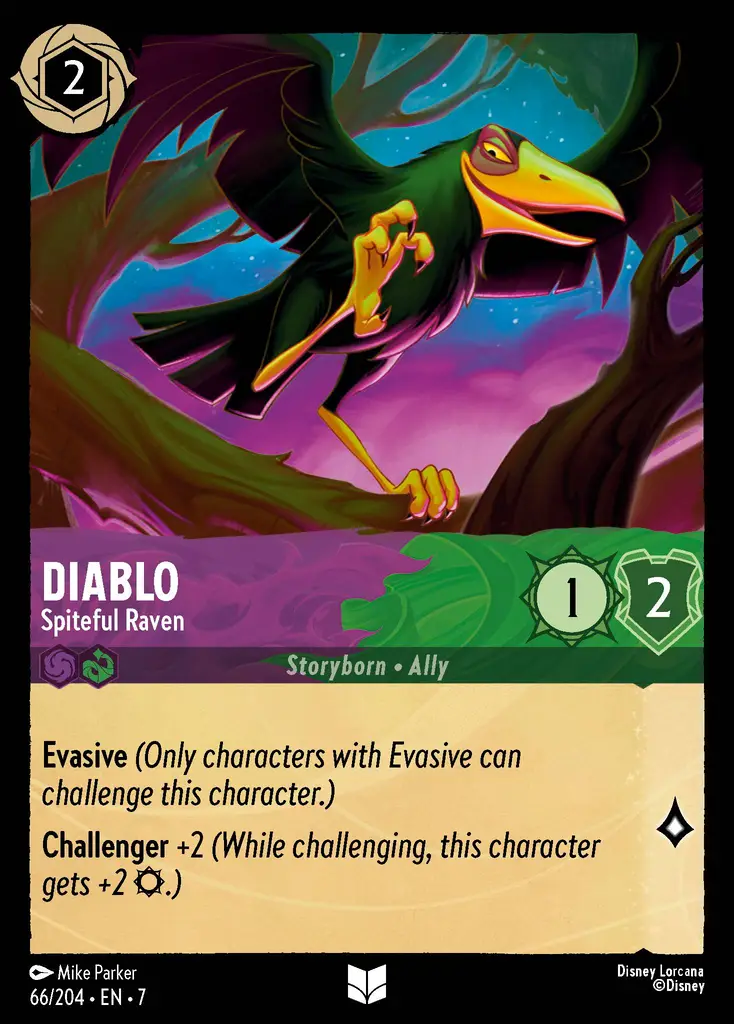 2
DIABLO
Spiteful Raven
1
2
Storyborn • Ally
Evasive (Only characters with Evasive can
challenge this character.)
Challenger +2 (While challenging, this character
gets +2 .)
Mike Parker
66/204 • EN • 7
Disney Lorcana
©Disney